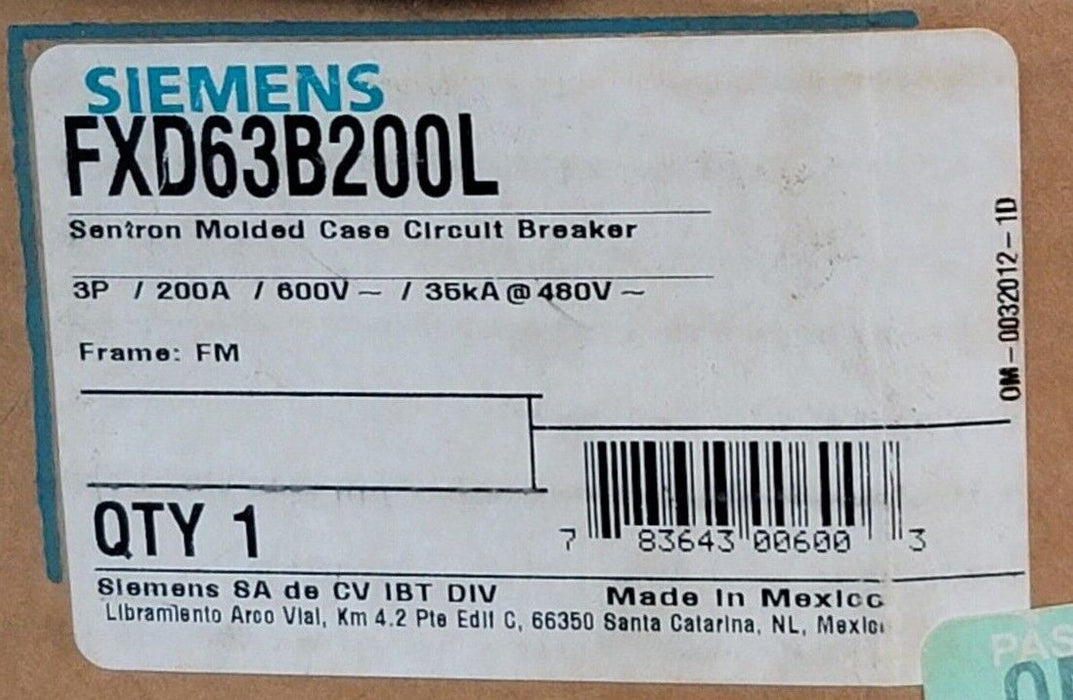 SIEMENS
FXD63B200L
Sentron Molded Case Circuit Breaker
3P / 200A / 600V ~ / 35kA @ 480V ~
Frame: FM
OM-0032012-1D
QTY 1
7 83643 00600 3
Siemens SA de CV IBT DIV
Made In Mexico
Libramiento Arco Vial, Km 4.2 Pte Edif C, 66350 Santa Catarina, NL, Mexico